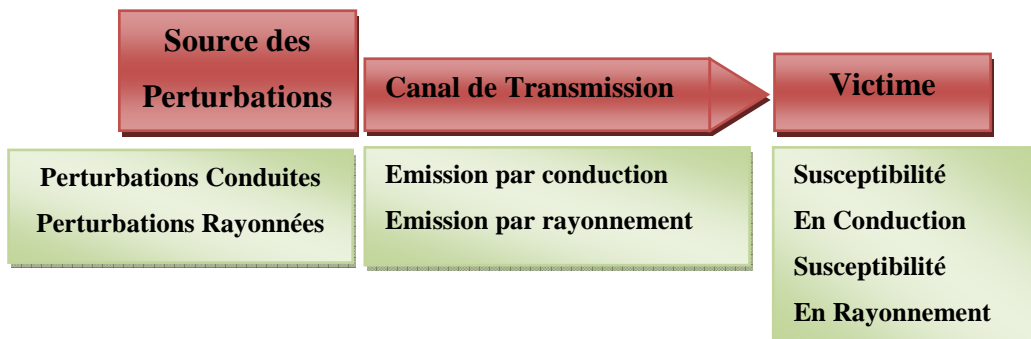 Source des
Perturbations
Canal de Transmission
Victime
Perturbations Conduites
Perturbations Rayonnées
Emission par conduction
Emission par rayonnement
Susceptibilité
En Conduction
Susceptibilité
En Rayonnement